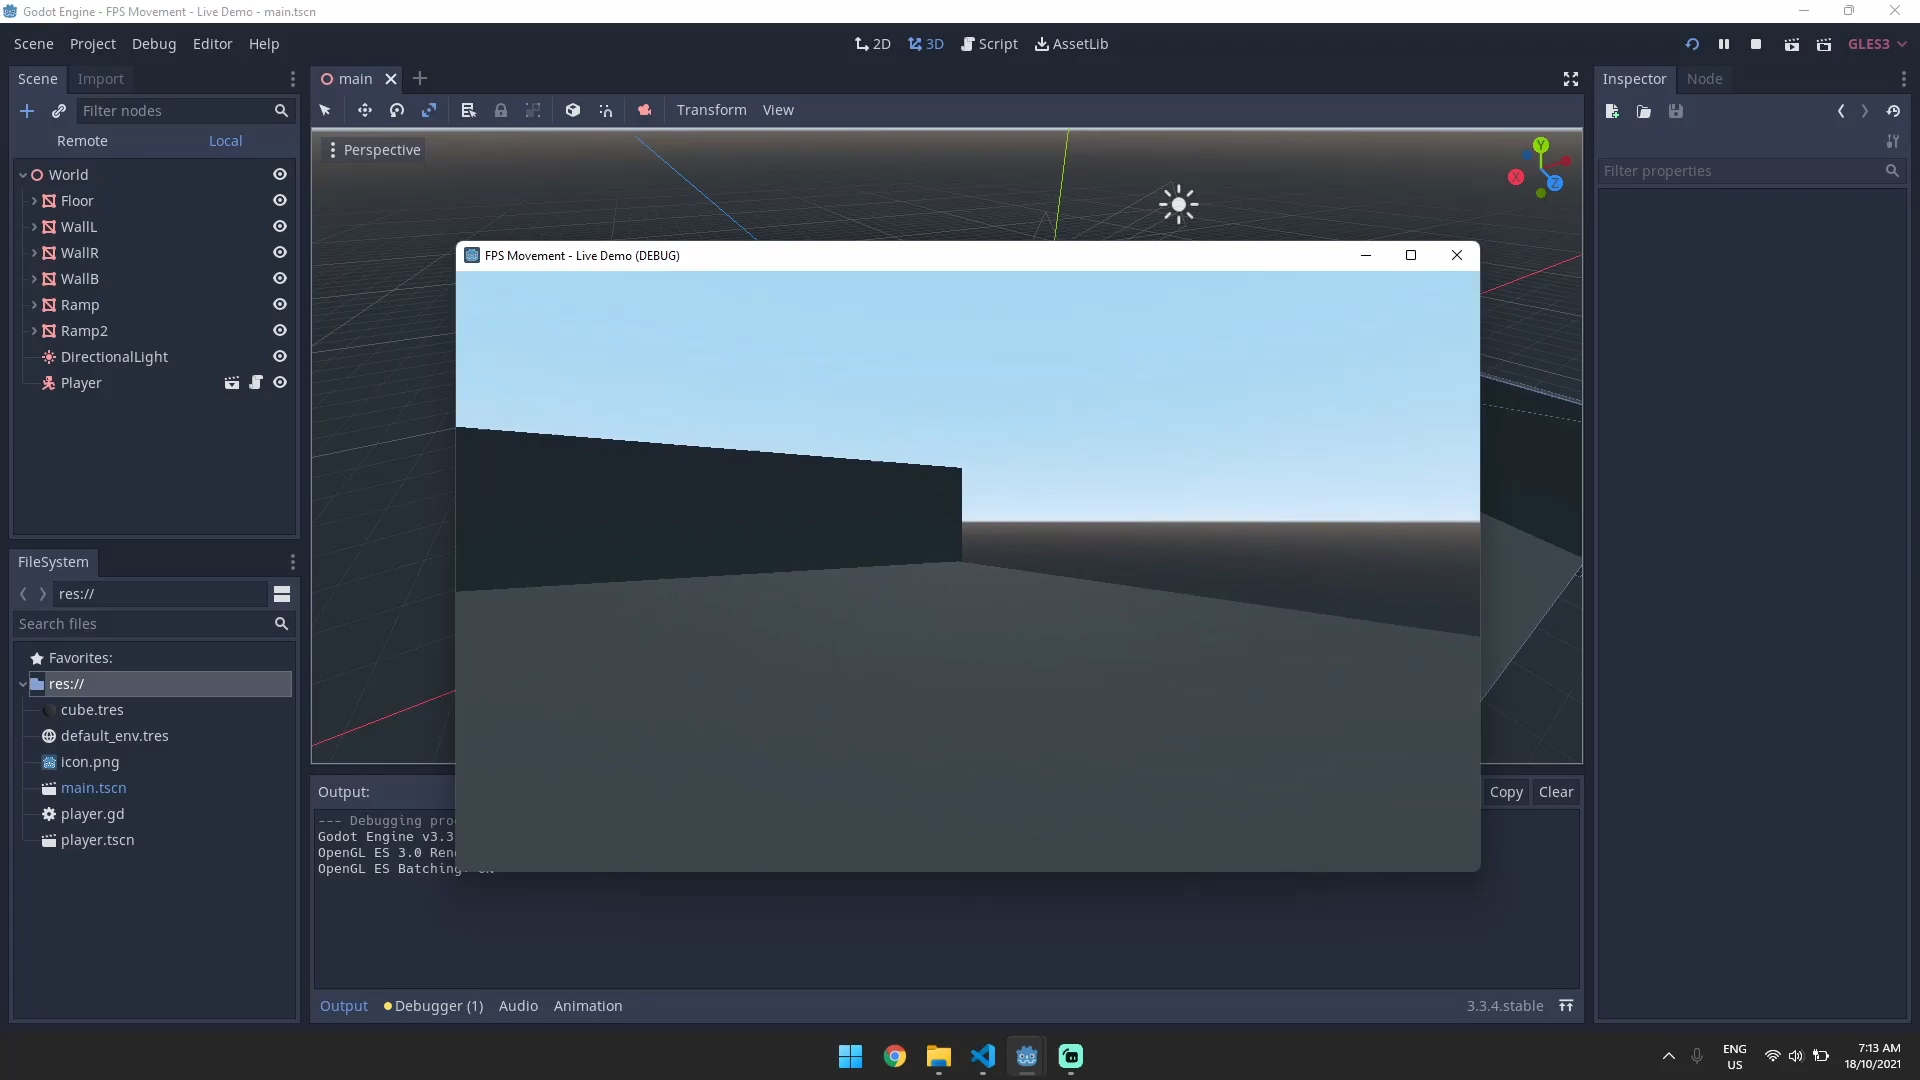 Godot Engine - FPS Movement - Live Demo - main.tscn
Scene Project Debug Editor Help
2D 3D Script AssetLib
GLES3
Scene Import
Filter nodes
Remote Local
World
Floor
WallL
WallR
WallB
Ramp
Ramp2
DirectionalLight
Player
FileSystem
res://
Search files
Favorites:
res://
cube.tres
default_env.tres
icon.png
main.tscn
player.gd
player.tscn
main
Transform View
Perspective
Y
X
Z
FPS Movement - Live Demo (DEBUG)
Output:
Copy Clear
--- Debugging pro
Godot Engine v3.3
OpenGL ES 3.0 Ren
OpenGL ES Batching:
Output Debugger (1) Audio Animation
3.3.4.stable
Inspector Node
Filter properties
ENG
US
7:13 AM
18/10/2021